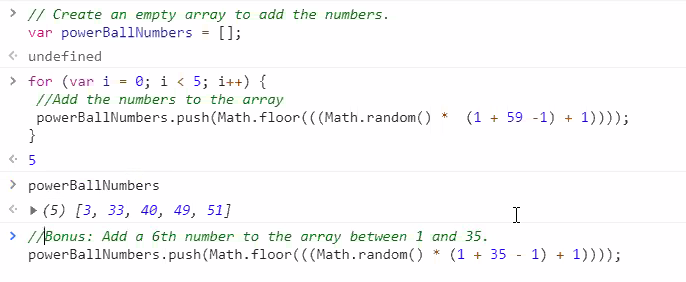 // Create an empty array to add the numbers.
var powerBallNumbers = [];
undefined
for (var i = 0; i < 5; i++) {
//Add the numbers to the array
powerBallNumbers.push(Math.floor(((Math.random() * (1 + 59 -1) + 1))));
}
5
powerBallNumbers
(5) [3, 33, 40, 49, 51]
//Bonus: Add a 6th number to the array between 1 and 35.
powerBallNumbers.push(Math.floor(((Math.random() * (1 + 35 - 1) + 1))));